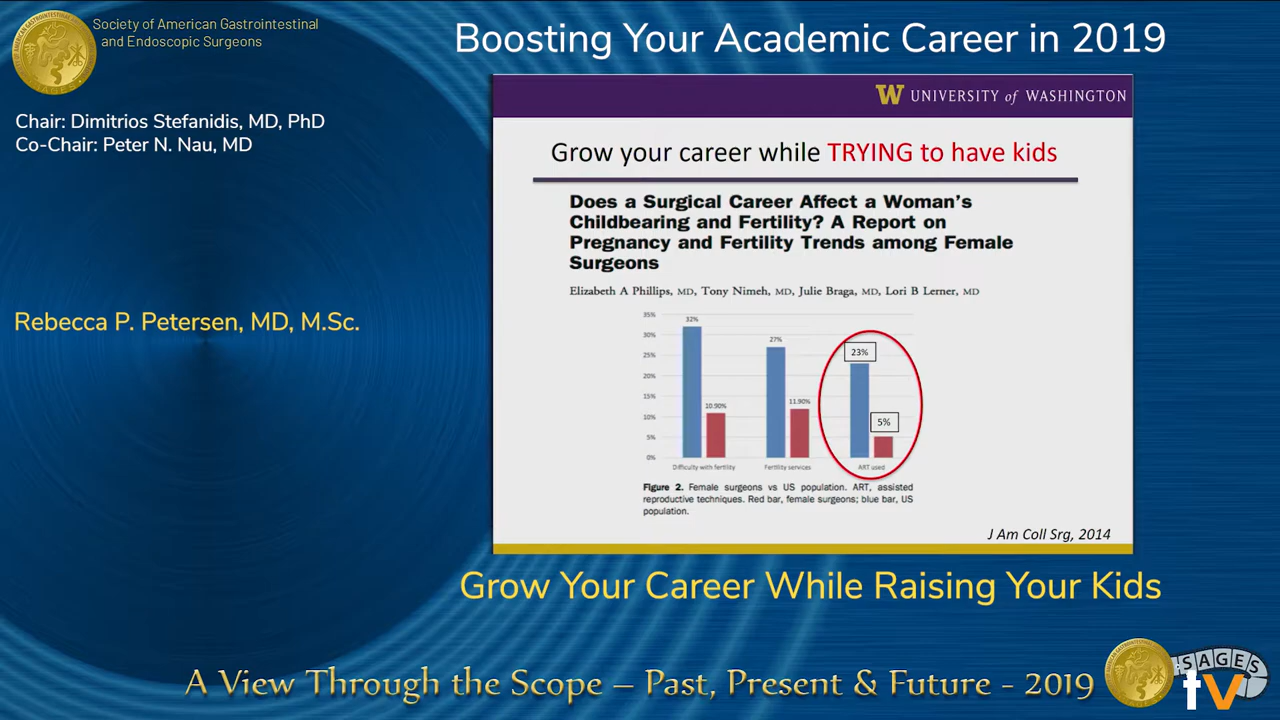 Society of American Gastrointestinal
and Endoscopic Surgeons
Boosting Your Academic Career in 2019
Chair: Dimitrios Stefanidis, MD, PhD
Co-Chair: Peter N. Nau, MD
Rebecca P. Petersen, MD, M.Sc.
W UNIVERSITY of WASHINGTON
Grow your career while TRYING to have kids
Does a Surgical Career Affect a Woman's
Childbearing and Fertility? A Report on
Pregnancy and Fertility Trends among Female
Surgeons
Elizabeth A Phillips, MD, Tony Nimeh, MD, Julie Braga, MD, Lori B Lerner, MD
35%
30%
25%
20%
15%
10%
5%
0%
32%
10.90%
27%
11.90%
23%
5%
Difficulty with fertility
Fertility services
ART used
Figure 2. Female surgeons vs US population. ART, assisted
reproductive techniques. Red bar, female surgeons; blue bar, US
population.
J Am Coll Srg, 2014
Grow Your Career While Raising Your Kids
A View Through the Scope – Past, Present & Future - 2019
SAGES
tv